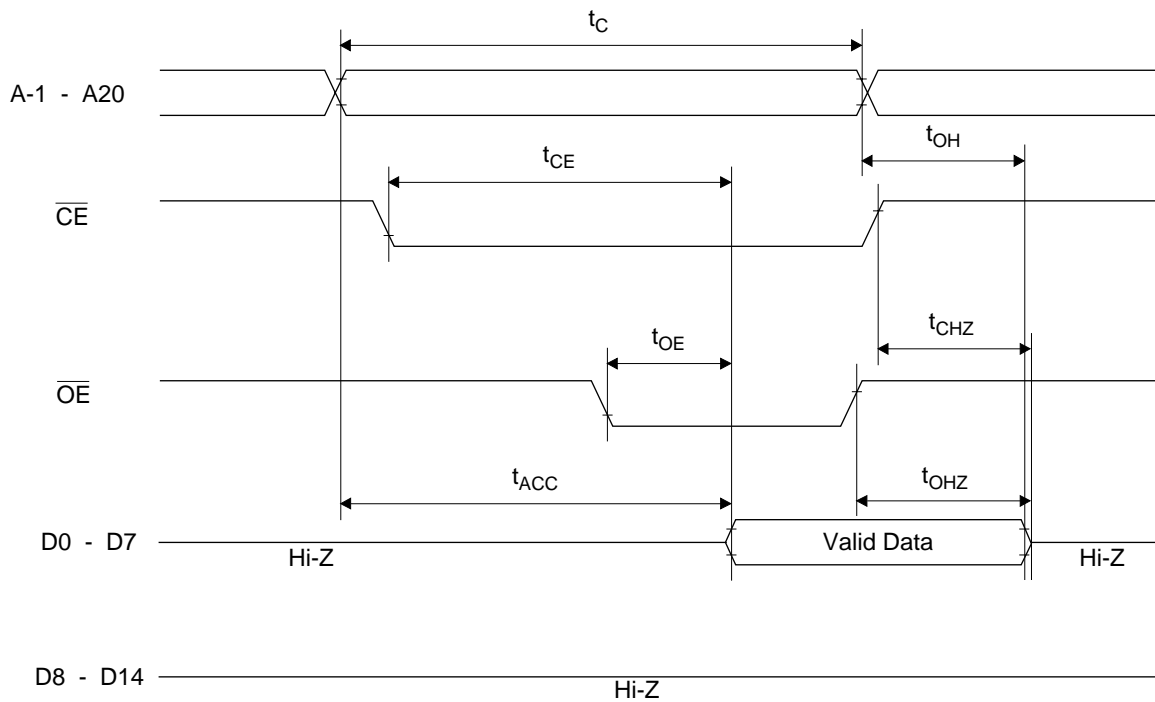 tC
A-1 - A20
tOH
tCE
CE
tCHZ
tOE
OE
tACC
tOHZ
D0 - D7
Valid Data
Hi-Z
Hi-Z
D8 - D14
Hi-Z